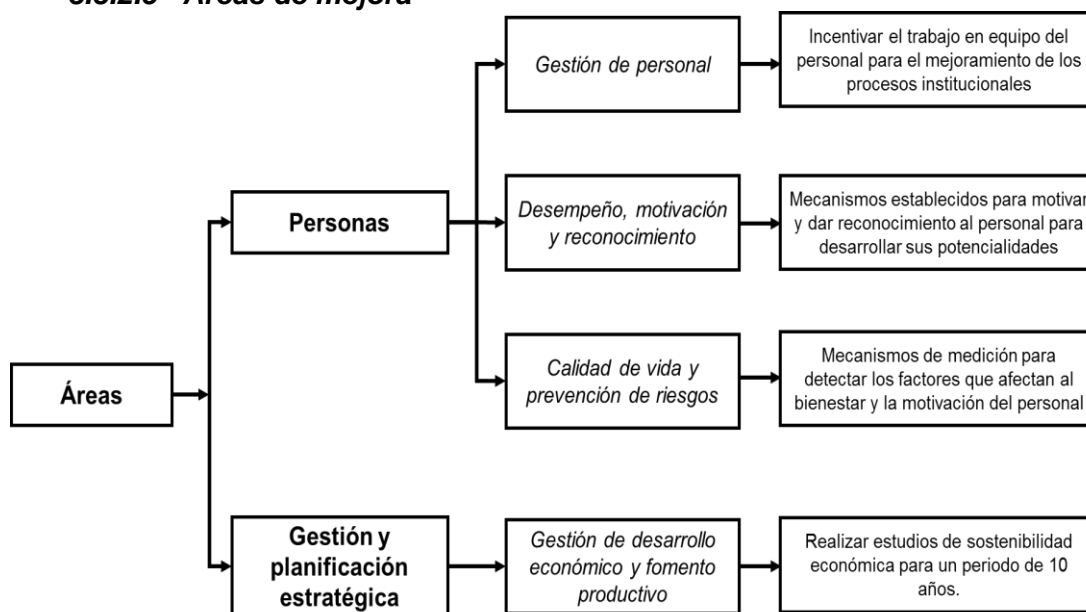 Áreas de mejora
Incentivar el trabajo en equipo del
personal para el mejoramiento de los
procesos institucionales
Gestión de personal
Mecanismos establecidos para motivar
y dar reconocimiento al personal para
desarrollar sus potencialidades
Desempeño, motivación
y reconocimiento
Personas
Mecanismos de medición para
detectar los factores que afectan al
bienestar y la motivación del personal
Calidad de vida y
prevención de riesgos
Áreas
Gestión y
planificación
estratégica
Gestión de desarrollo
económico y fomento
productivo
Realizar estudios de sostenibilidad
económica para un periodo de 10
años.